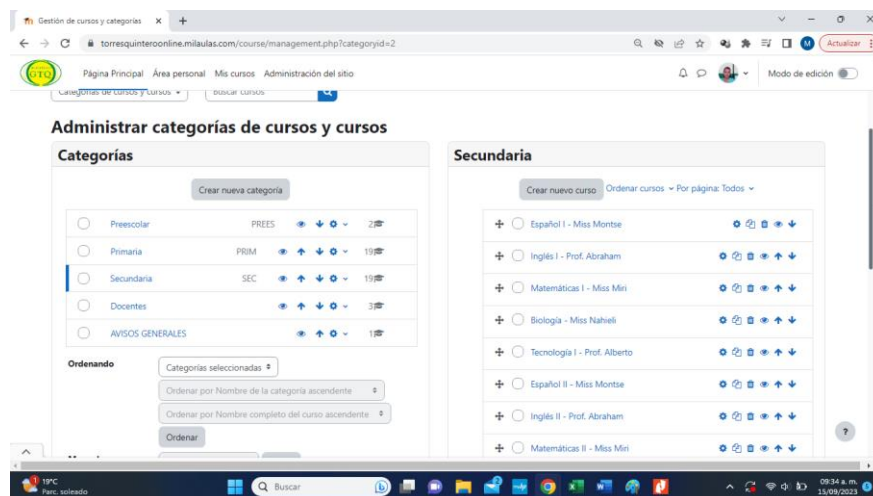 Gestión de cursos y categorías
torresquinteroonline.milaulas.com/course/management.php?categoryid=2
M
Actualizar
GTQ
Página Principal Área personal Mis cursos Administración del sitio
Modo de edición
Categorías de cursos y cursos
Buscar cursos
Administrar categorías de cursos y cursos
Categorías
Crear nueva categoría
Preescolar PREES 2
Primaria PRIM 19
Secundaria SEC 19
Docentes 3
AVISOS GENERALES 1
Ordenando
Categorías seleccionadas
Ordenar por Nombre de la categoría ascendente
Ordenar por Nombre completo del curso ascendente
Ordenar
Secundaria
Crear nuevo curso Ordenar cursos Por página: Todos
Español I - Miss Montse
Inglés I - Prof. Abraham
Matemáticas I - Miss Miri
Biología - Miss Nahieli
Tecnología I - Prof. Alberto
Español II - Miss Montse
Inglés II - Prof. Abraham
Matemáticas II - Miss Miri
?
1
19°C
Parc. soleado
Buscar
09:34 a. m.
15/09/2023